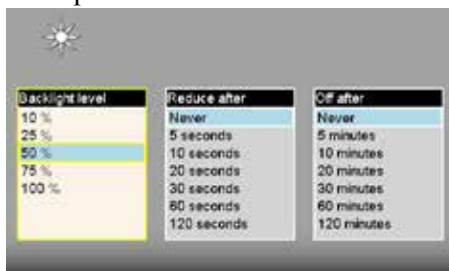 Backlight level
10 %
25 %
50 %
75 %
100 %
Reduce after
Never
5 seconds
10 seconds
20 seconds
30 seconds
60 seconds
120 seconds
Off after
Never
5 minutes
10 minutes
20 minutes
30 minutes
60 minutes
120 minutes